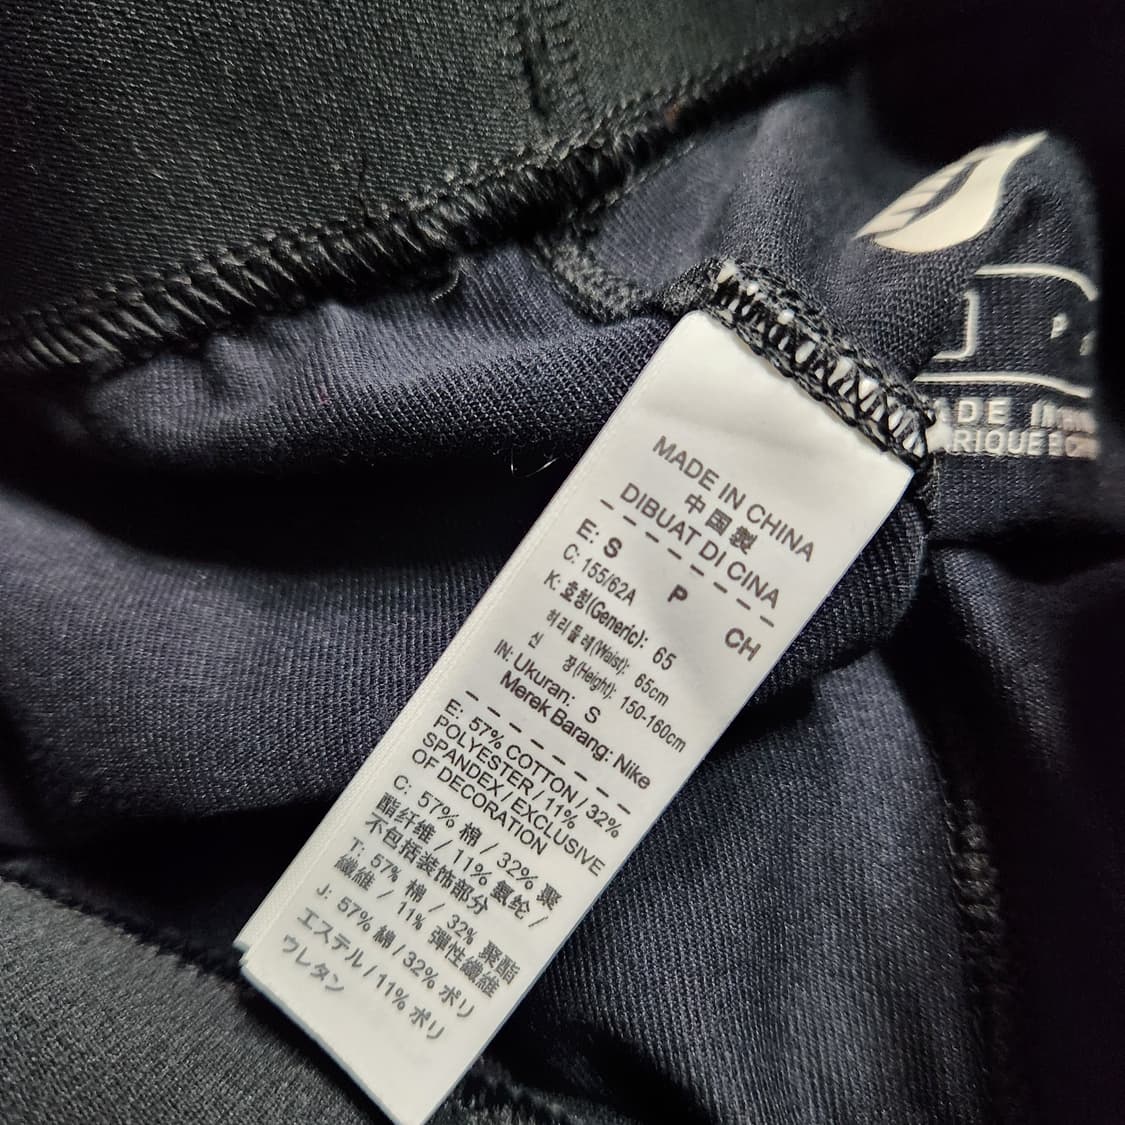 MADE IN CHINA
中国製
DIBUAT DI CINA
E: S P CH
C: 155/62A
K: 호칭(Generic): 65
허리둘레(Waist): 65cm
신 장(Height): 150-160cm
IN: Ukuran: S
Merek Barang: Nike
E: 57% COTTON / 32%
POLYESTER / 11%
SPANDEX / EXCLUSIVE
OF DECORATION
C: 57% 棉 / 32% 聚
酯纤维 / 11% 氨纶 /
不包括装饰部分
T: 57% 棉 / 32% 聚酯
纖維 / 11% 彈性纖維
J: 57% 綿 / 32% ポリ
エステル / 11% ポリ
ウレタン
P
ADE IN
RIQUE